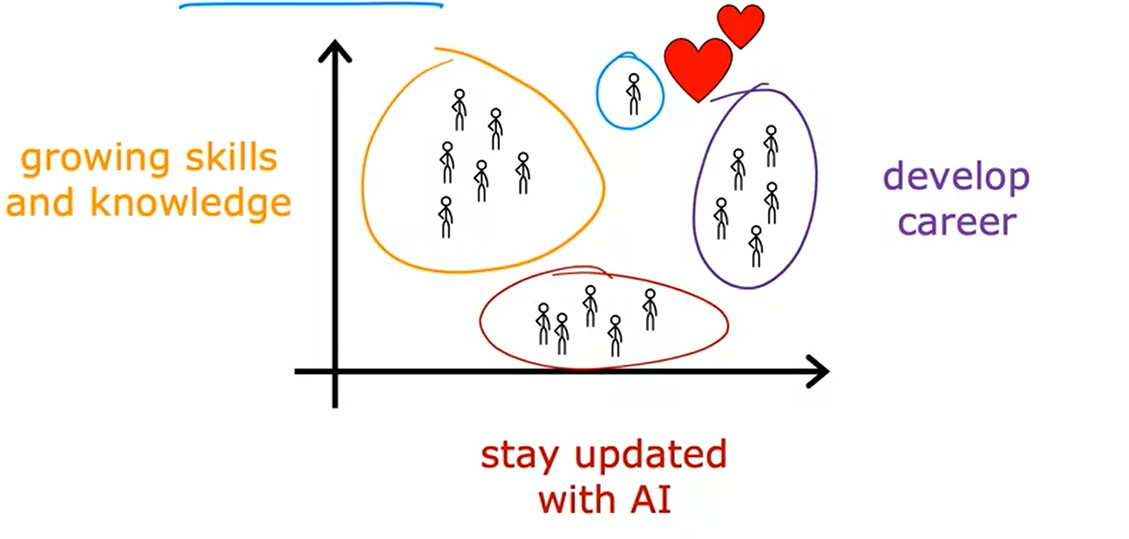 growing skills
and knowledge
develop
career
stay updated
with AI